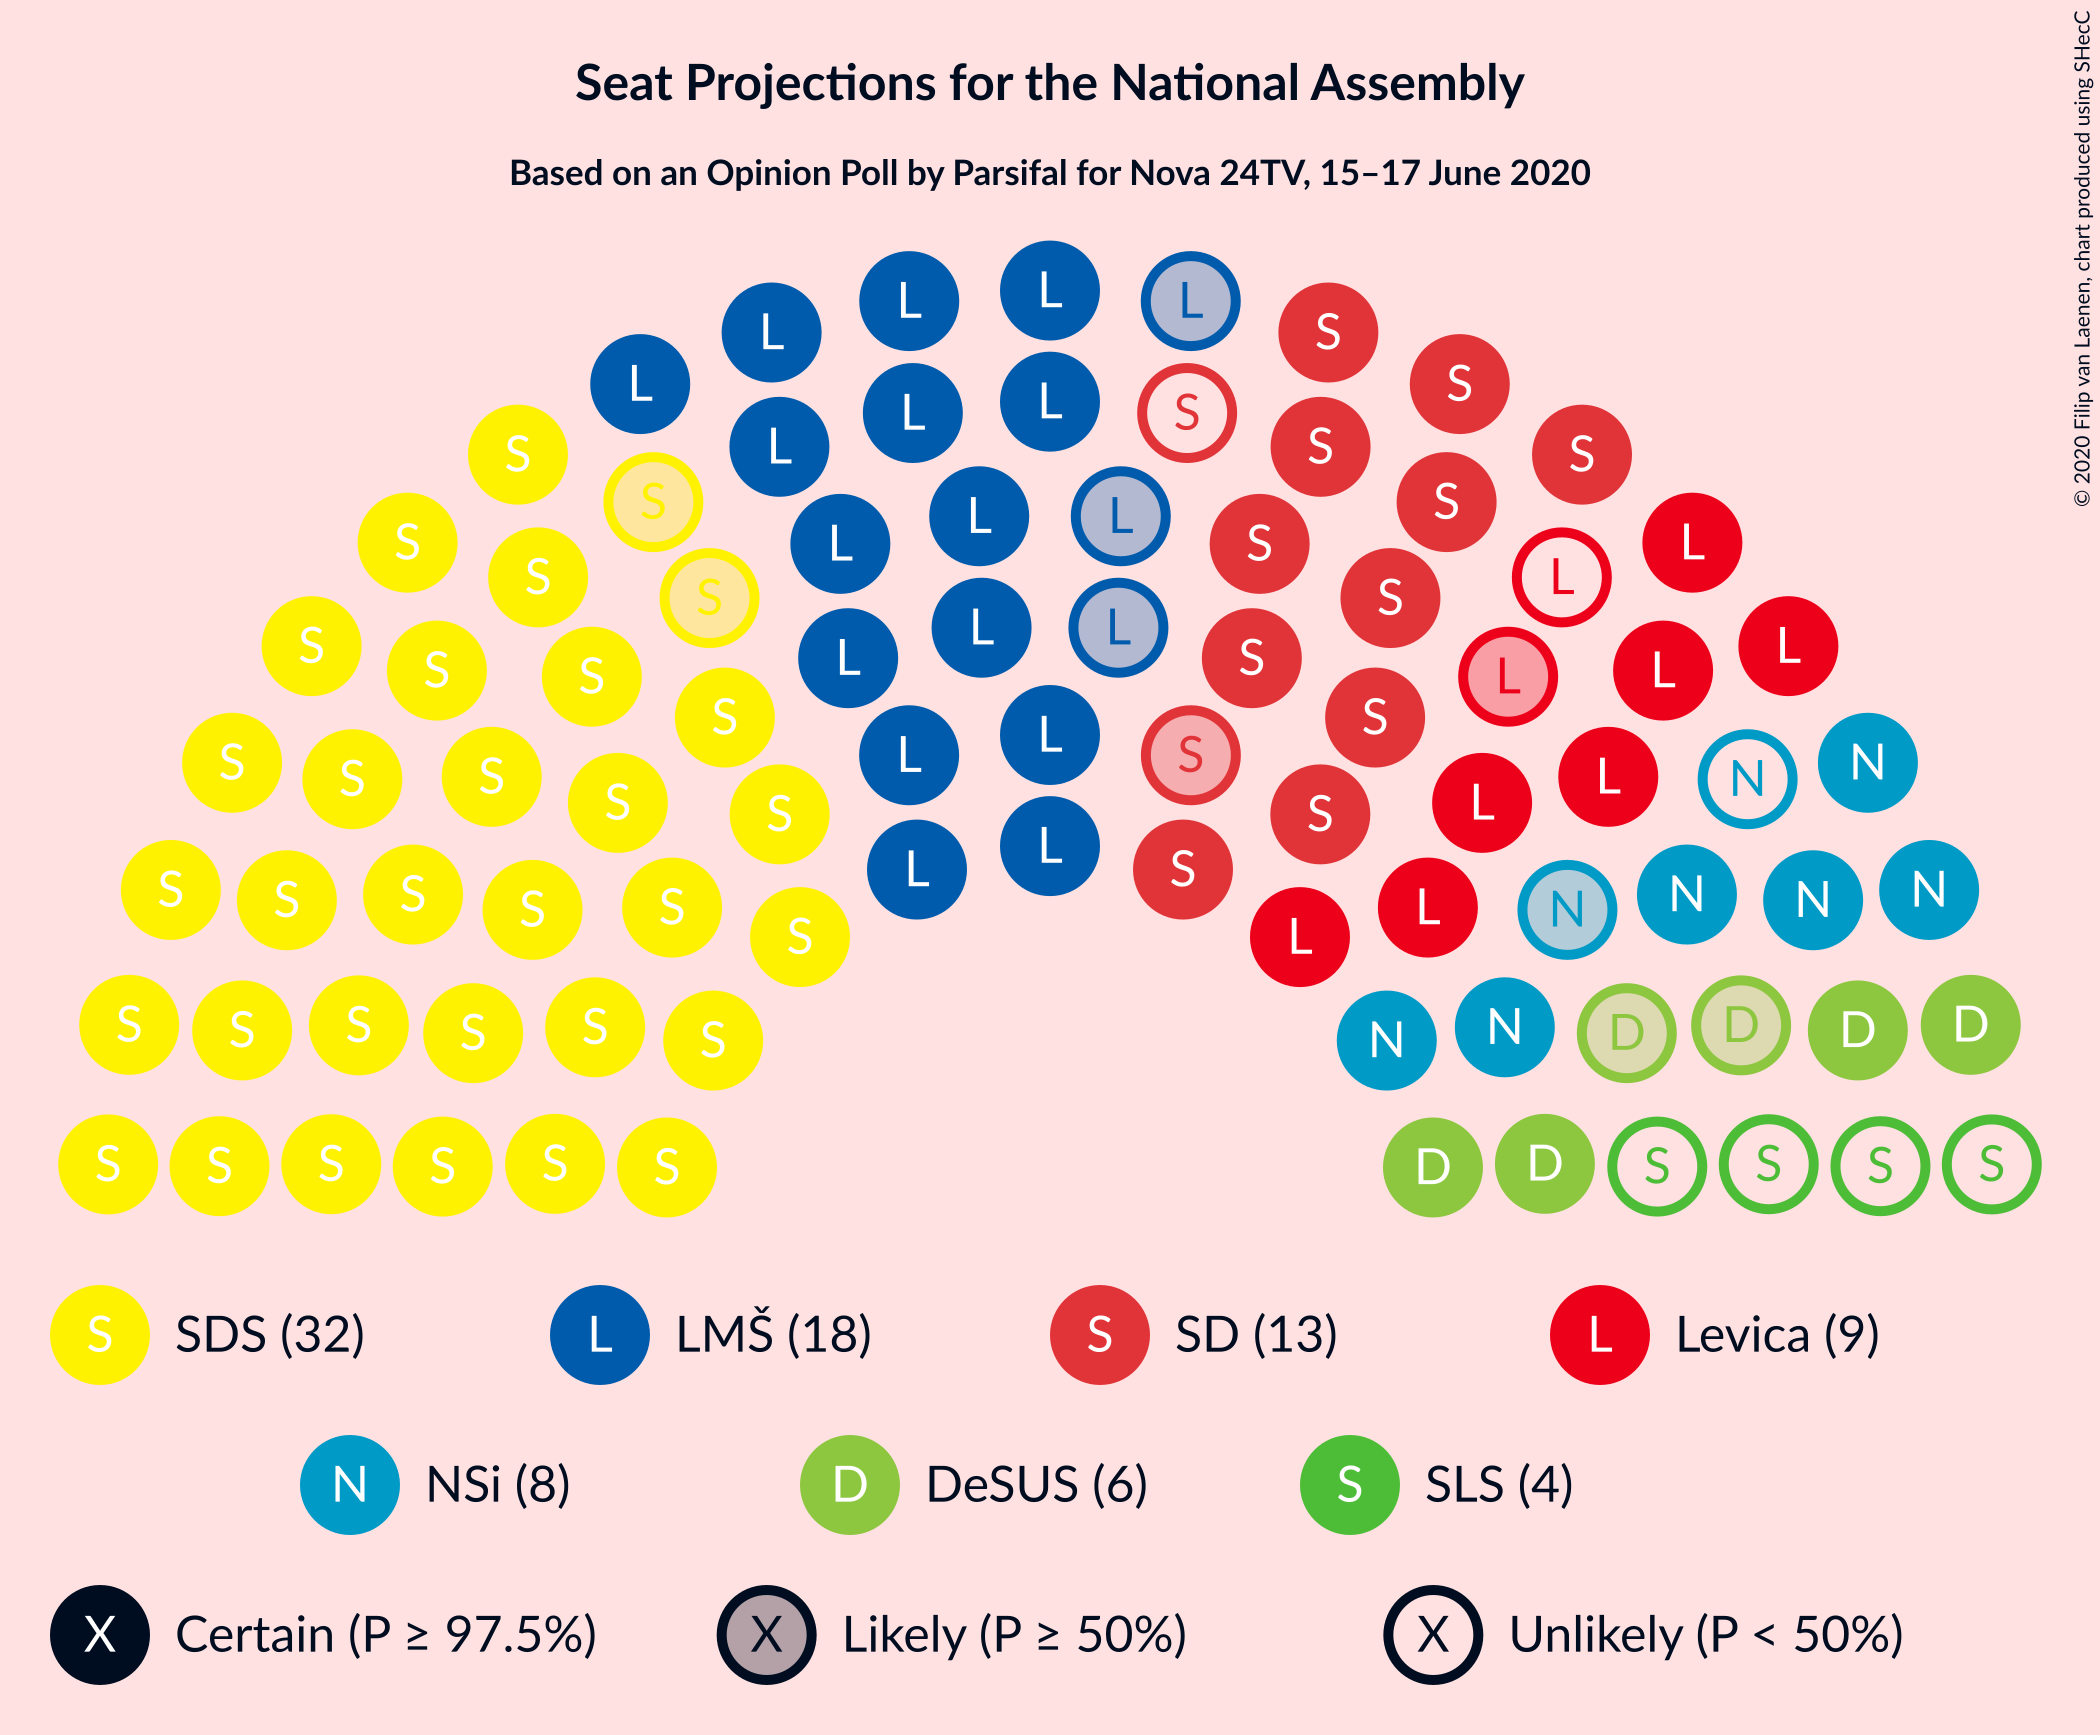 Seat Projections for the National Assembly
Based on an Opinion Poll by Parsifal for Nova 24TV, 15–17 June 2020
© 2020 Filip van Laenen, chart produced using SHecC
L
L L
L L
L S
L S
S L
L L
S S
S S
S L
L L
S S
S S
S L
L L
S S
S L
L L
S S
S L
S S
L L
L S
S L
L L
S S
S S
S L
L N
N
S S
S L
N N
N N
S S
S S
S S
L L
S S
S S
S S
N N
D D
D D
S S
S S
S S
D D
S S
S S
S SDS (32)
L LMŠ (18)
S SD (13)
L Levica (9)
N NSi (8)
D DeSUS (6)
S SLS (4)
X Certain (P ≥ 97.5%)
X Likely (P ≥ 50%)
X Unlikely (P < 50%)